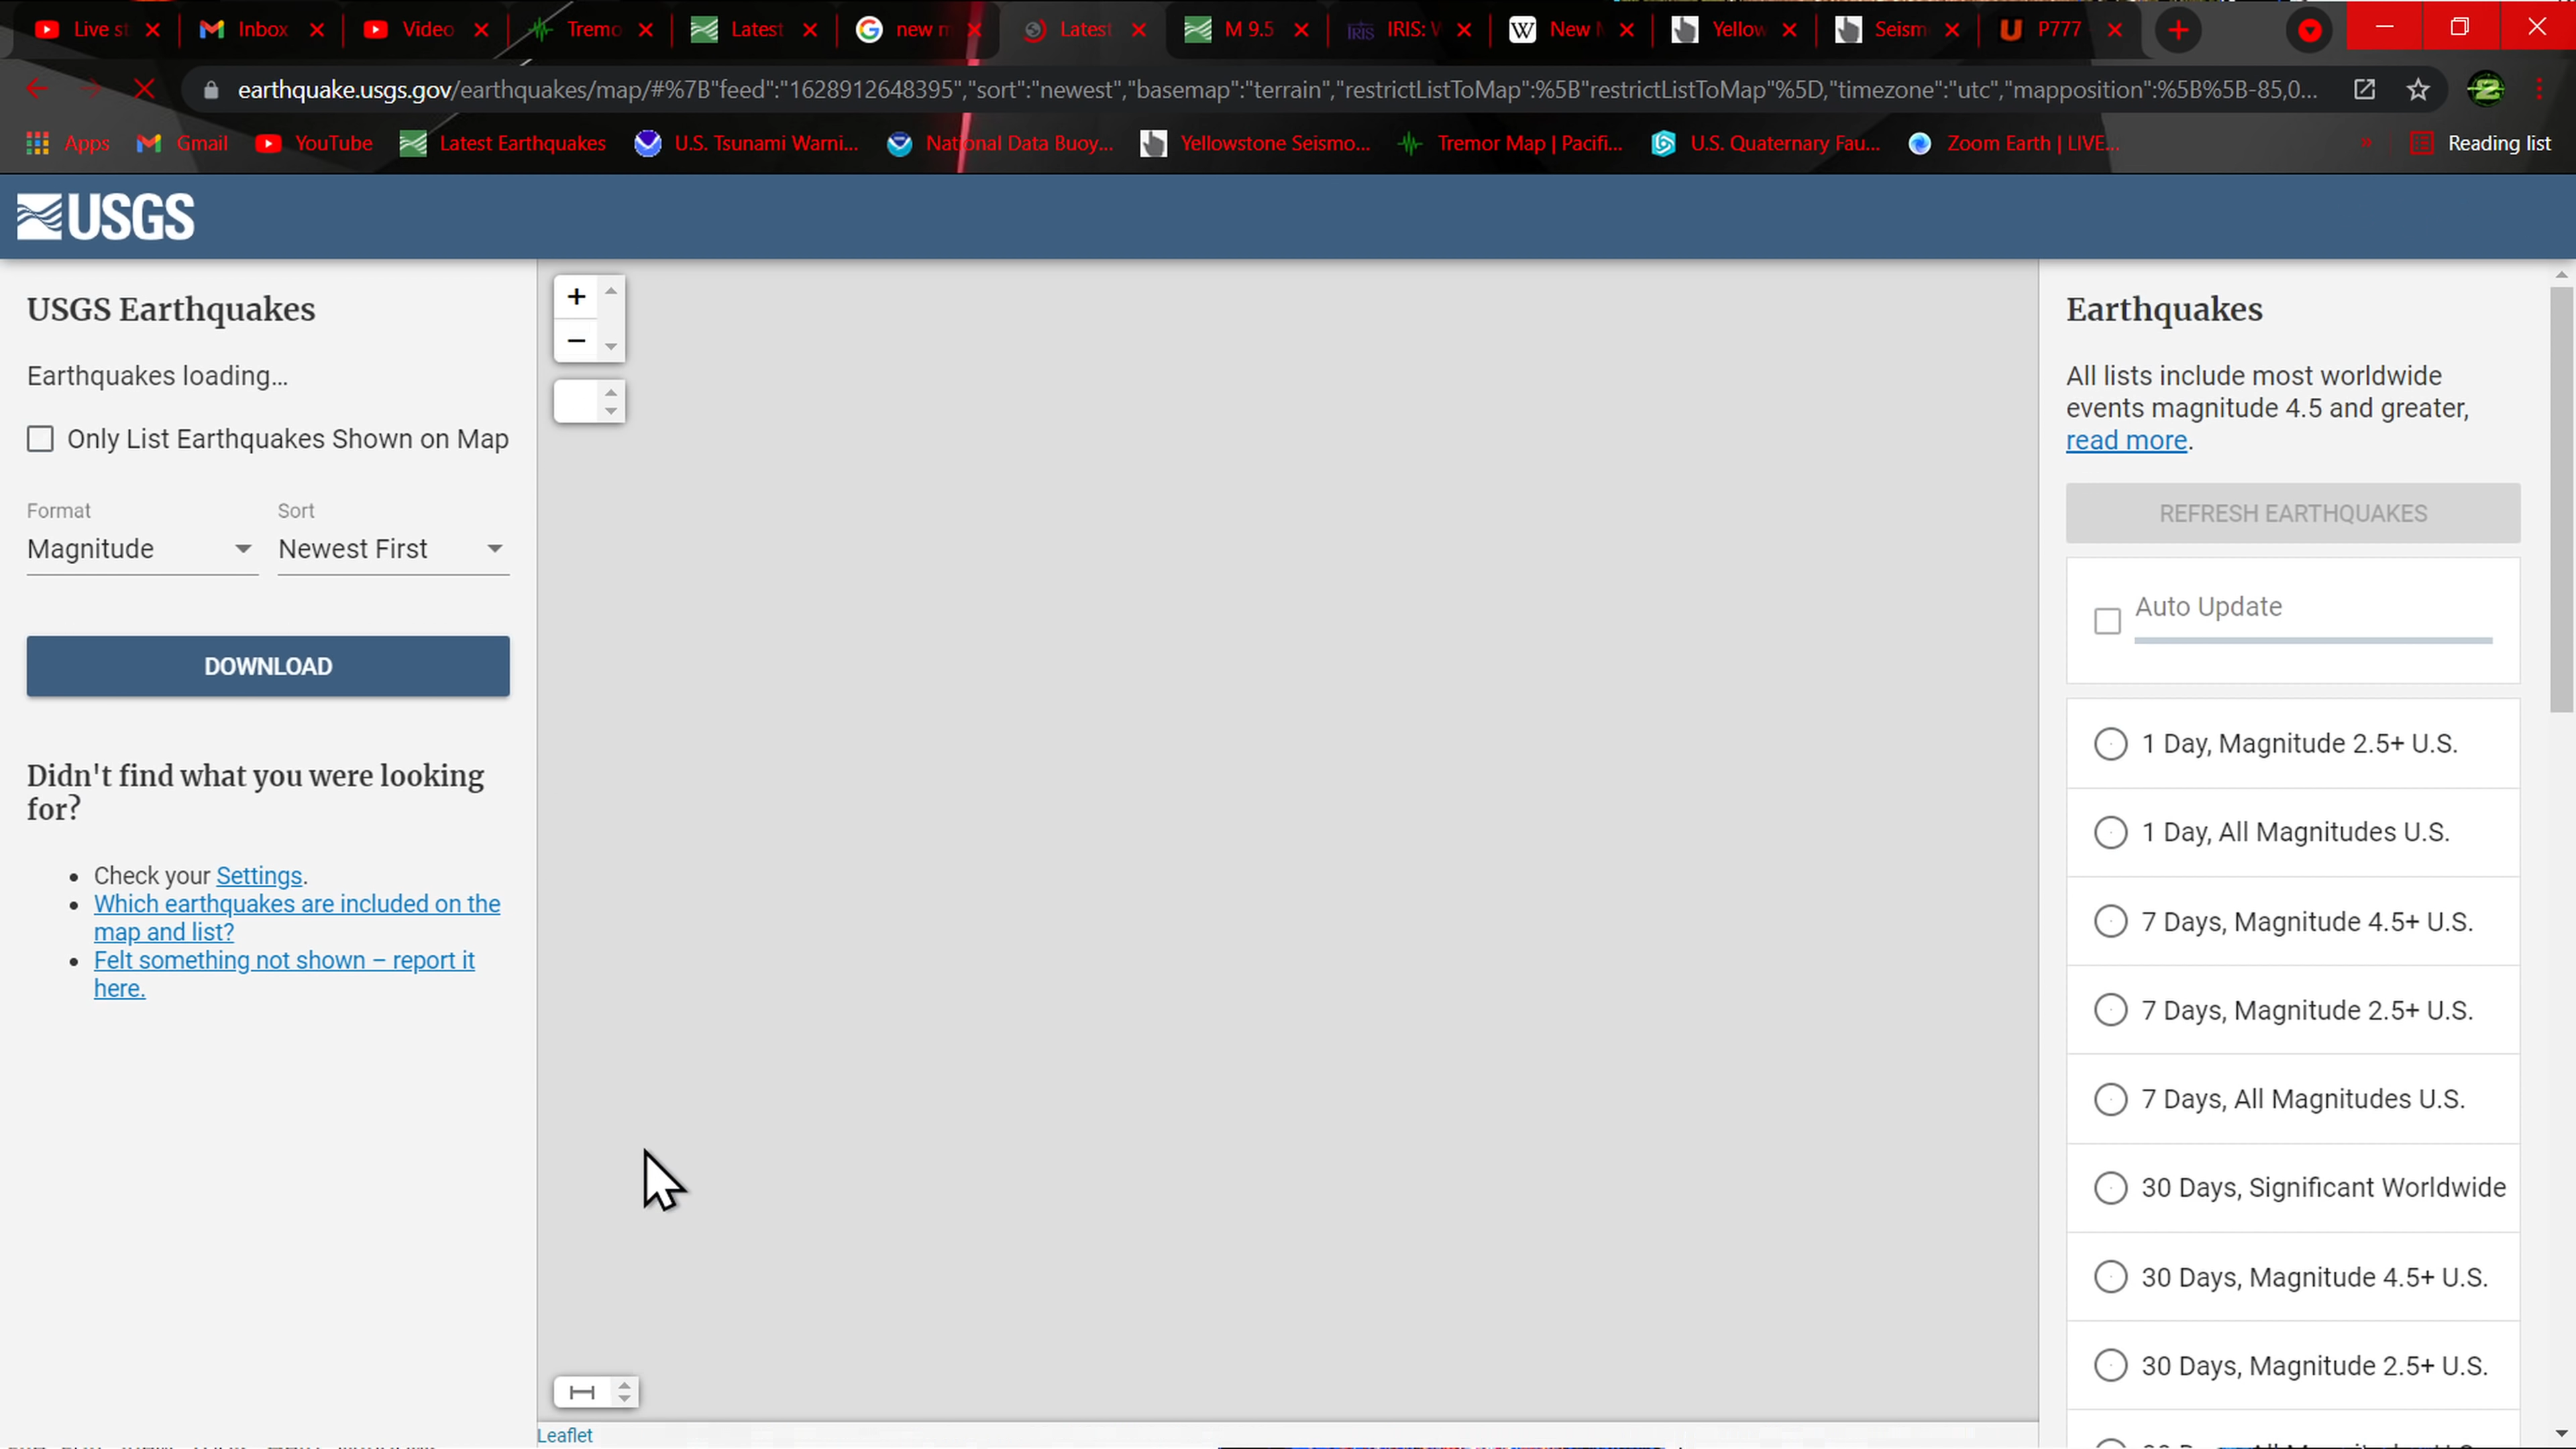 Live st
Inbox
Video
Tremo
Latest
new m
Latest
M 9.5
IRIS: W
New
Yellow
Seism
P777
earthquake.usgs.gov/earthquakes/map/#%7B"feed":"1628912648395","sort":"newest","basemap":"terrain","restrictListToMap":%5B"restrictListToMap"%5D,"timezone":"utc","mapposition":%5B%5B-85,0...
Apps
Gmail
YouTube
Latest Earthquakes
U.S. Tsunami Warni...
National Data Buoy...
Yellowstone Seismo...
Tremor Map | Pacifi...
U.S. Quaternary Fau...
Zoom Earth | LIVE...
Reading list
USGS
USGS Earthquakes
Earthquakes loading...
Only List Earthquakes Shown on Map
Format
Sort
Magnitude
Newest First
DOWNLOAD
Didn't find what you were looking
for?
Check your Settings.
Which earthquakes are included on the
map and list?
Felt something not shown – report it
here.
+
−
Leaflet
Earthquakes
All lists include most worldwide
events magnitude 4.5 and greater,
read more.
REFRESH EARTHQUAKES
Auto Update
1 Day, Magnitude 2.5+ U.S.
1 Day, All Magnitudes U.S.
7 Days, Magnitude 4.5+ U.S.
7 Days, Magnitude 2.5+ U.S.
7 Days, All Magnitudes U.S.
30 Days, Significant Worldwide
30 Days, Magnitude 4.5+ U.S.
30 Days, Magnitude 2.5+ U.S.